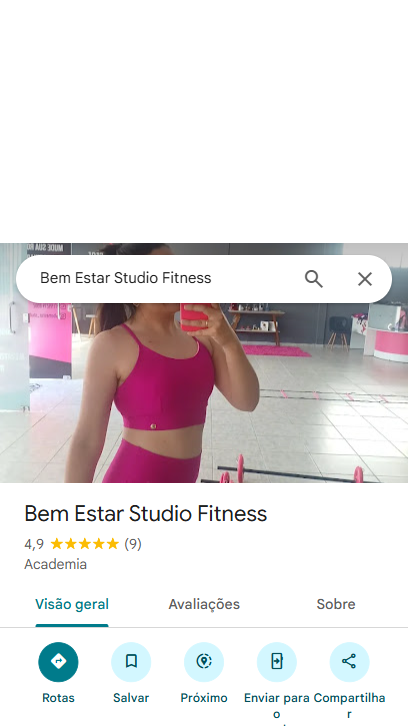 Bem Estar Studio Fitness
Bem Estar Studio Fitness
4,9 (9)
Academia
Visão geral Avaliações Sobre
Rotas Salvar Próximo Enviar para Compartilha
o r